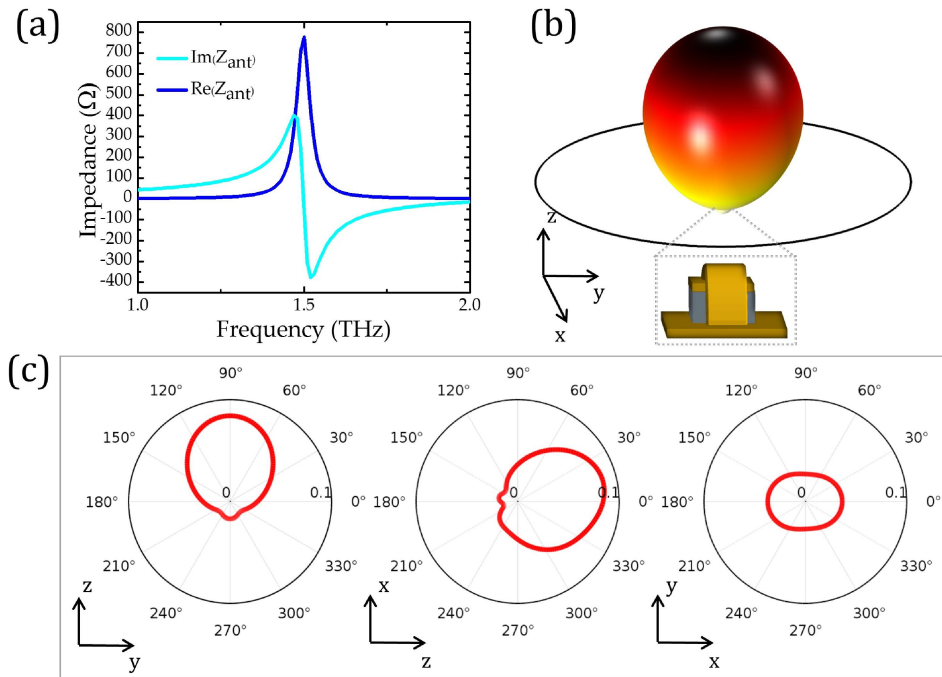 (a)
800
700
600
500
400
300
200
100
0
-100
-200
-300
-400
Impedance (Ω)
Im(Zant)
Re(Zant)
1.0 1.5 2.0
Frequency (THz)
(b)
z
y
x
(c)
90°
120° 60°
150° 30°
180° 0 0.1 0°
210° 330°
240° 300°
270°
z
y
90°
120° 60°
150° 30°
180° 0 0.1 0°
210° 330°
240° 300°
270°
x
z
90°
120° 60°
150° 30°
180° 0 0.1 0°
210° 330°
240° 300°
270°
y
x